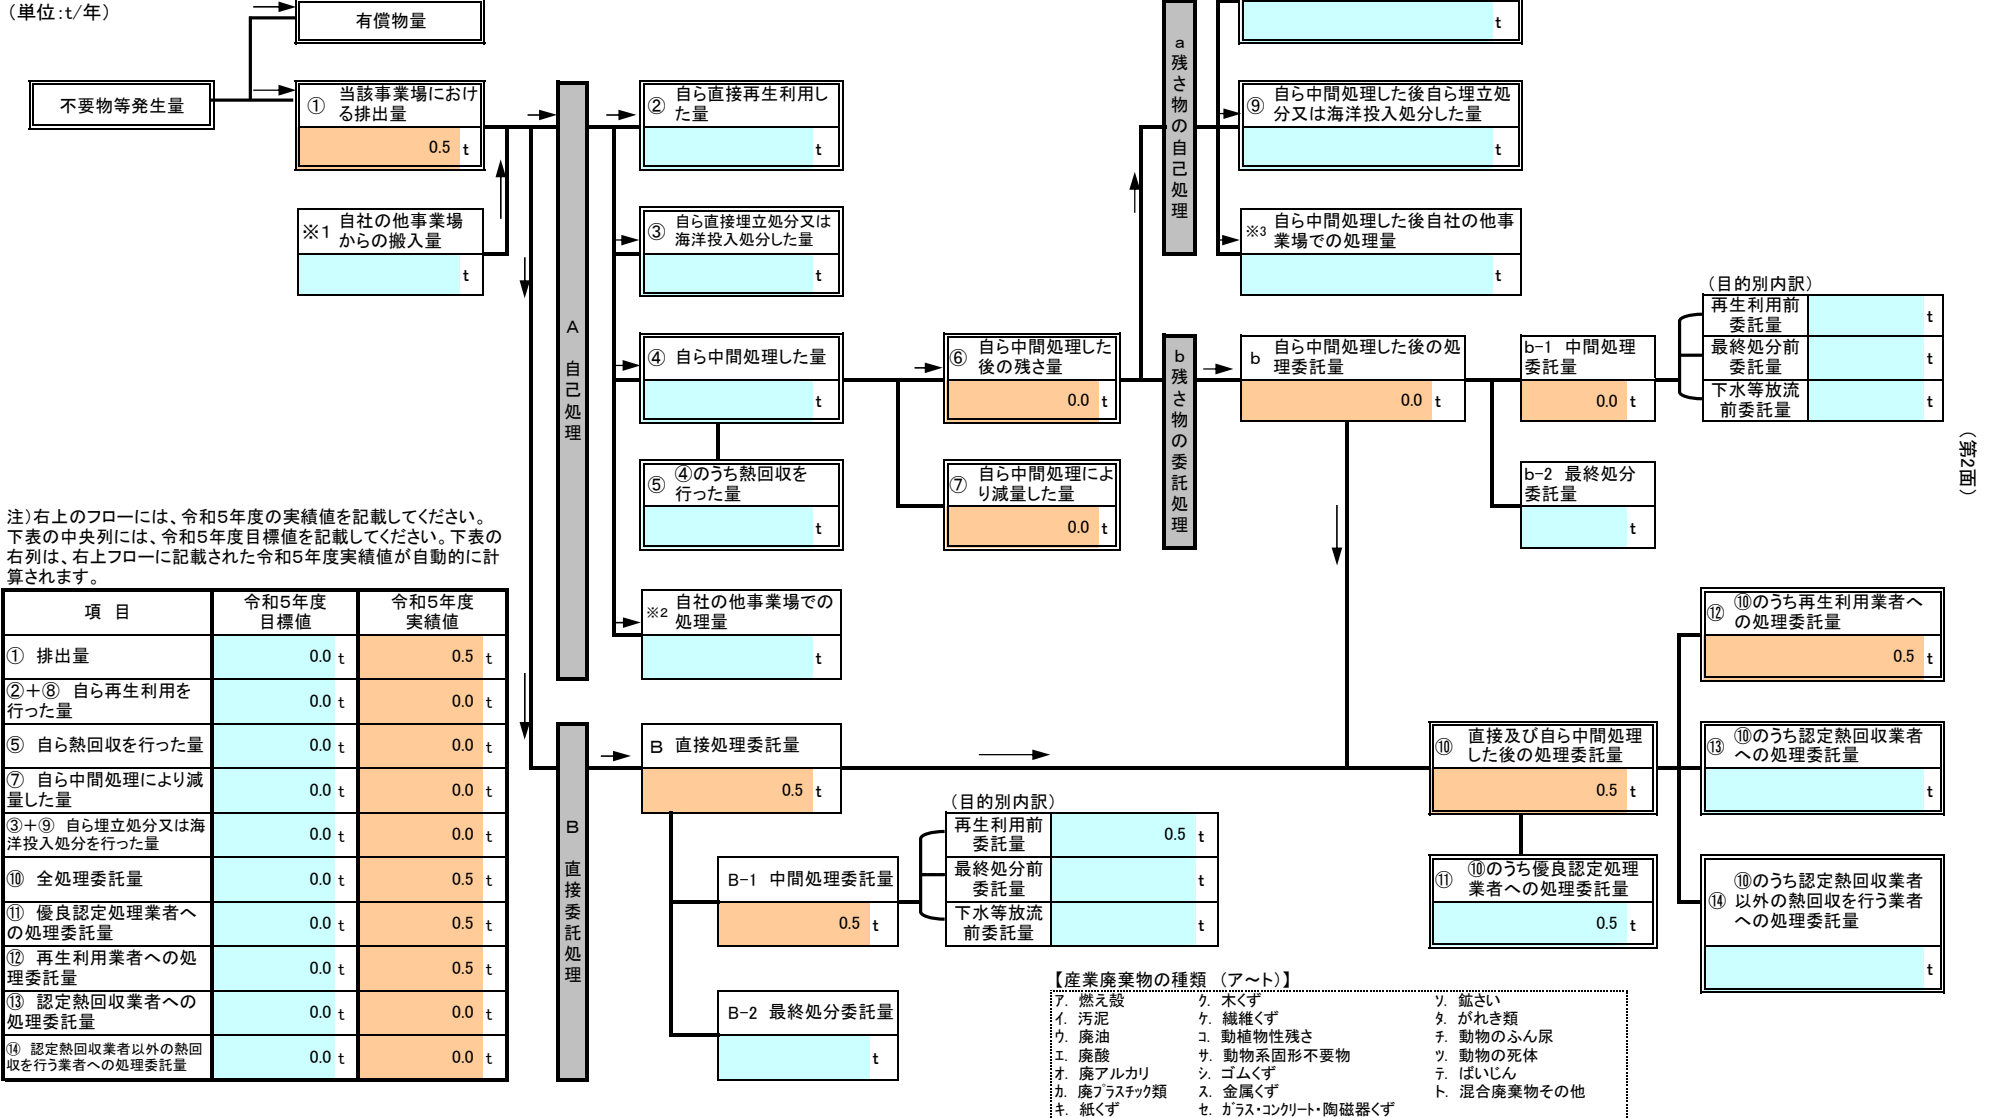 （単位：t/年）
有償物量
不要物等発生量
①
当該事業場におけ
る排出量
0.5 t
※1
自社の他事業場
からの搬入量
t
A 自己処理
②
自ら直接再生利用し
た量
t
③
自ら直接埋立処分又は
海洋投入処分した量
t
④ 自ら中間処理した量
t
⑤
④のうち熱回収を
行った量
t
※2
自社の他事業場での
処理量
t
⑥
自ら中間処理した
後の残さ量
0.0 t
⑦
自ら中間処理によ
り減量した量
0.0 t
a残さ物の自己処理
t
⑨
自ら中間処理した後自ら埋立処
分又は海洋投入処分した量
t
※3
自ら中間処理した後自社の他事
業場での処理量
t
b残さ物の委託処理
b
自ら中間処理した後の処
理委託量
0.0 t
b-1 中間処理
委託量
0.0 t
b-2 最終処分
委託量
t
（目的別内訳）
再生利用前
委託量
t
最終処分前
委託量
t
下水等放流
前委託量
t
（第2面）
注）右上のフローには、令和５年度の実績値を記載してください。
下表の中央列には、令和５年度目標値を記載してください。下表の
右列は、右上フローに記載された令和５年度実績値が自動的に計
算されます。
項 目
令和５年度
目標値
令和５年度
実績値
① 排出量 0.0 t 0.5 t
②＋⑧ 自ら再生利用を
行った量
0.0 t 0.0 t
⑤ 自ら熱回収を行った量 0.0 t 0.0 t
⑦ 自ら中間処理により減
量した量
0.0 t 0.0 t
③＋⑨ 自ら埋立処分又は海
洋投入処分を行った量
0.0 t 0.0 t
⑩ 全処理委託量 0.0 t 0.5 t
⑪ 優良認定処理業者へ
の処理委託量
0.0 t 0.5 t
⑫ 再生利用業者への処
理委託量
0.0 t 0.5 t
⑬ 認定熱回収業者への
処理委託量
0.0 t 0.0 t
⑭ 認定熱回収業者以外の熱回
収を行う業者への処理委託量
0.0 t 0.0 t
B 直接委託処理
B 直接処理委託量
0.5 t
B-1 中間処理委託量
0.5 t
B-2 最終処分委託量
t
（目的別内訳）
再生利用前
委託量
0.5 t
最終処分前
委託量
t
下水等放流
前委託量
t
⑩
直接及び自ら中間処理
した後の処理委託量
0.5 t
⑪
⑩のうち優良認定処理
業者への処理委託量
0.5 t
⑫
⑩のうち再生利用業者へ
の処理委託量
0.5 t
⑬
⑩のうち認定熱回収業者
への処理委託量
t
⑭
⑩のうち認定熱回収業者
以外の熱回収を行う業者
への処理委託量
t
【産業廃棄物の種類 （ア～ト）】
ア. 燃え殻
イ. 汚泥
ウ. 廃油
エ. 廃酸
オ. 廃アルカリ
カ. 廃プラスチック類
キ. 紙くず
ク. 木くず
ケ. 繊維くず
コ. 動植物性残さ
サ. 動物系固形不要物
シ. ゴムくず
ス. 金属くず
セ. ガラス・コンクリート・陶磁器くず
ソ. 鉱さい
タ. がれき類
チ. 動物のふん尿
ツ. 動物の死体
テ. ばいじん
ト. 混合廃棄物その他